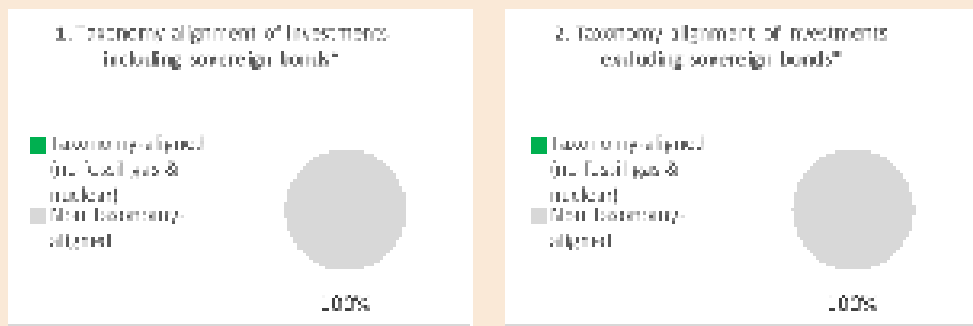 1. Taxonomy alignment of investments
including sovereign bonds*
Taxonomy-aligned
(no fossil gas &
nuclear)
Non Taxonomy-
aligned
100%
2. Taxonomy alignment of investments
excluding sovereign bonds*
Taxonomy-aligned
(no fossil gas &
nuclear)
Non Taxonomy-
aligned
100%